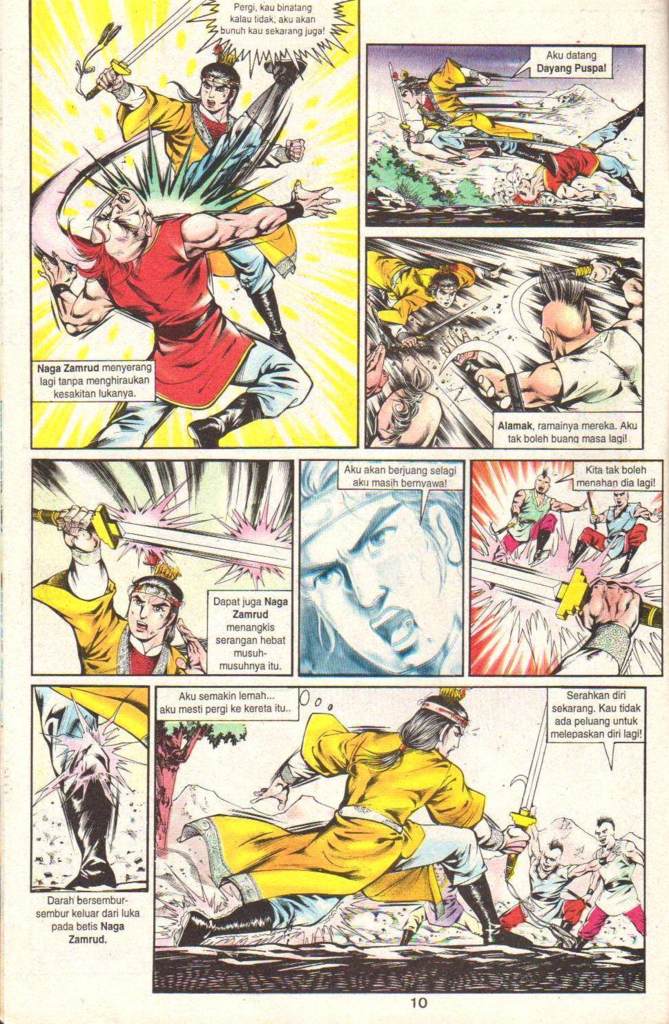 Pergi, kau binatang
kalau tidak, aku akan
bunuh kau sekarang juga!
Naga Zamrud menyerang
lagi tanpa menghiraukan
kesakitan lukanya.
Aku datang
Dayang Puspa!
Alamak, ramainya mereka. Aku
tak boleh buang masa lagi!
Dapat juga Naga
Zamrud
menangkis
serangan hebat
musuh-
musuhnya itu.
Aku akan berjuang selagi
aku masih bernyawa!
Kita tak boleh
menahan dia lagi!
Darah bersembur-
sembur keluar dari luka
pada betis Naga
Zamrud.
Aku semakin lemah...
aku mesti pergi ke kereta itu..
Serahkan diri
sekarang. Kau tidak
ada peluang untuk
melepaskan diri lagi!
10